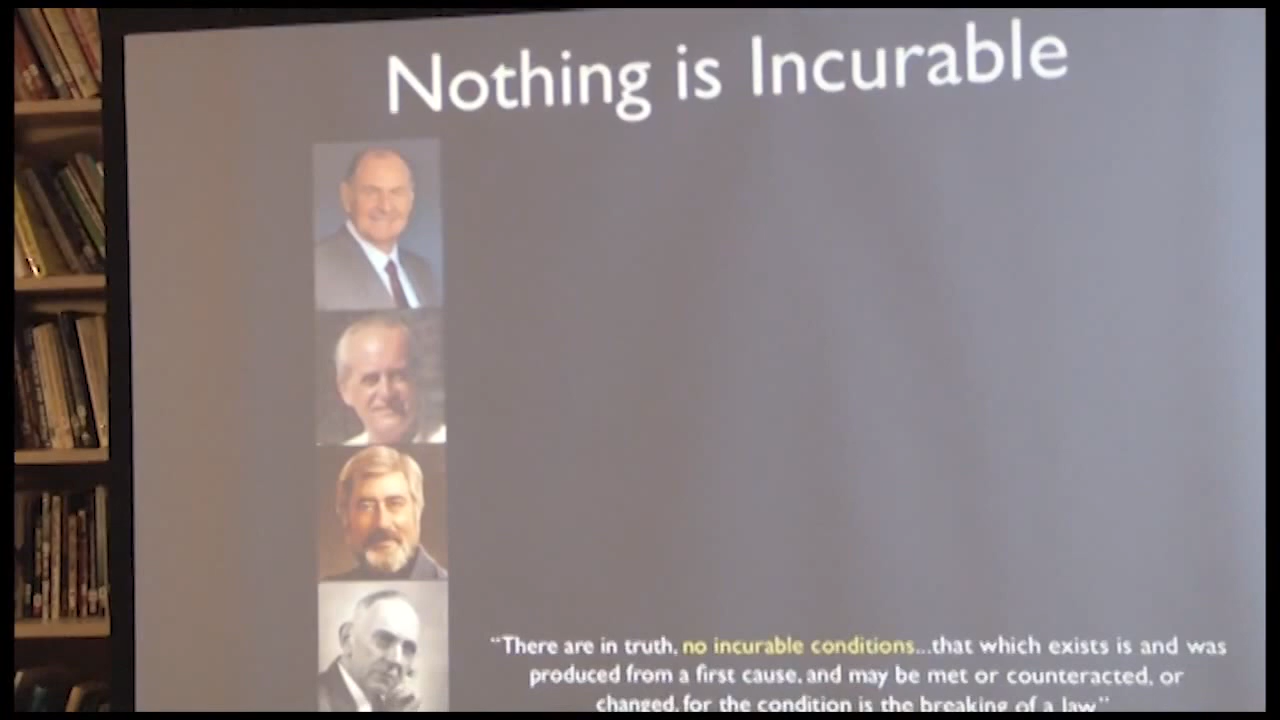 Nothing is Incurable
“There are in truth, no incurable conditions...that which exists is and was
produced from a first cause, and may be met or counteracted, or
changed, for the condition is the breaking of a law”